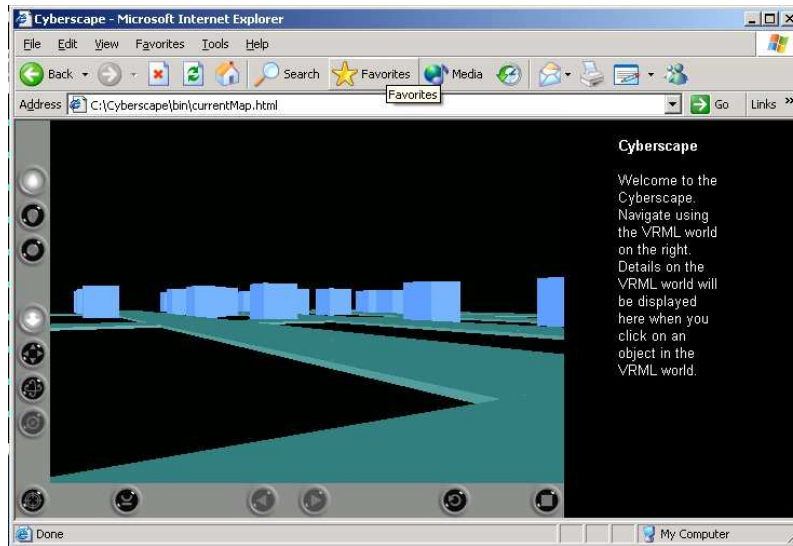 Cyberscape - Microsoft Internet Explorer
File Edit View Favorites Tools Help
Back Search Favorites Media
Favorites
Address C:\Cyberscape\bin\currentMap.html Go Links »
Cyberscape
Welcome to the
Cyberscape.
Navigate using
the VRML world
on the right.
Details on the
VRML world will
be displayed
here when you
click on an
object in the
VRML world.
Done My Computer